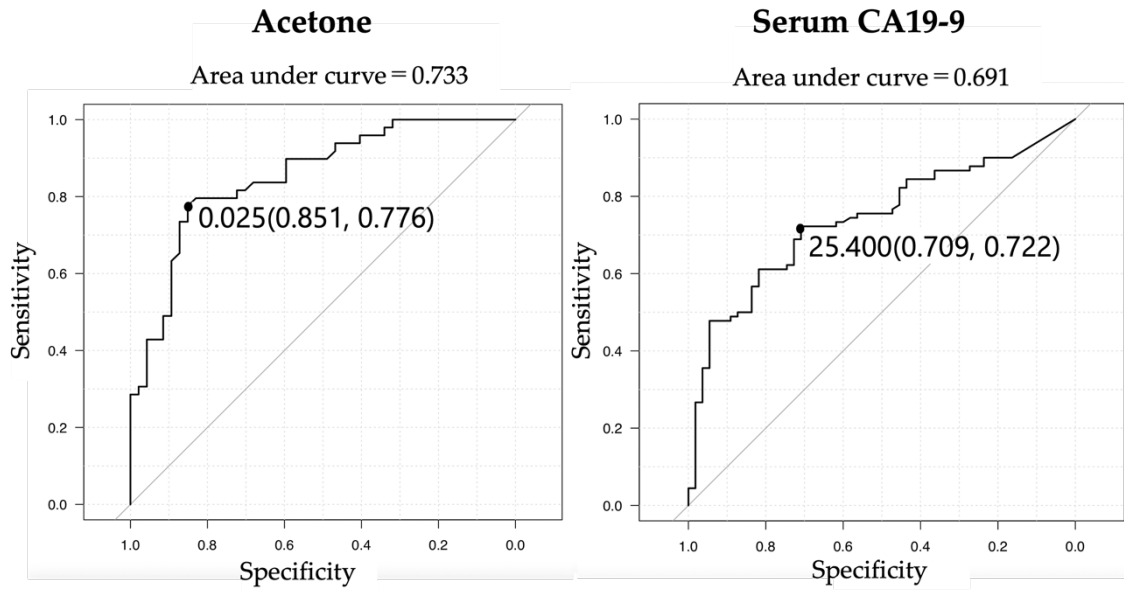 Acetone
Area under curve = 0.733
1.0
0.8
0.6
0.4
0.2
0.0
Sensitivity
0.025(0.851, 0.776)
1.0 0.8 0.6 0.4 0.2 0.0
Specificity
Serum CA19-9
Area under curve = 0.691
1.0
0.8
0.6
0.4
0.2
0.0
Sensitivity
25.400(0.709, 0.722)
1.0 0.8 0.6 0.4 0.2 0.0
Specificity